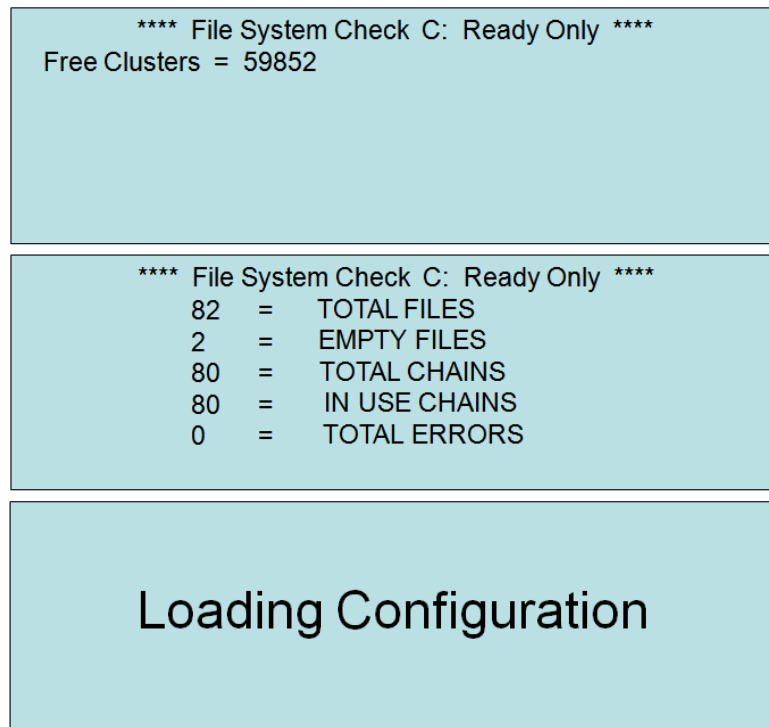 **** File System Check C: Ready Only ****
Free Clusters = 59852
**** File System Check C: Ready Only ****
82 = TOTAL FILES
2 = EMPTY FILES
80 = TOTAL CHAINS
80 = IN USE CHAINS
0 = TOTAL ERRORS
Loading Configuration